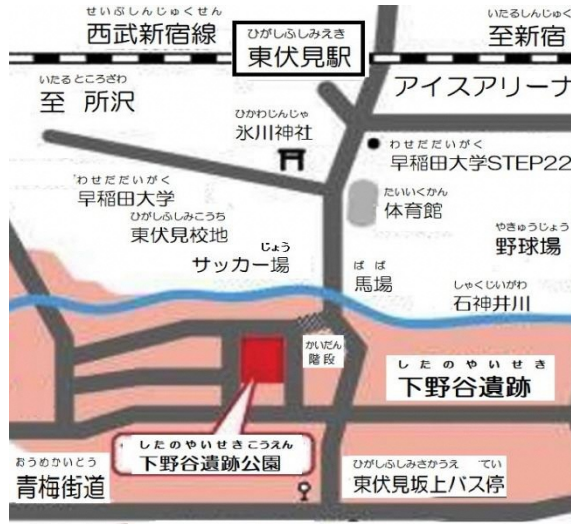 せいぶしんじゅくせん
西武新宿線
ひがしふしみえき
東伏見駅
いたるしんじゅく
至新宿
いたるところざわ
至 所沢
アイスアリーナ
ひかわじんじゃ
氷川神社
わせだだいがく
早稲田大学STEP22
わせだだいがく
早稲田大学
ひがしふしみこうち
東伏見校地
たいいくかん
体育館
じょう
サッカー場
やきゅうじょう
野球場
ばば
馬場
しゃくじいがわ
石神井川
かいだん
階段
したのやいせき
下野谷遺跡
したのやいせきこうえん
下野谷遺跡公園
おうめかいどう
青梅街道
ひがしふしみさかうえ てい
東伏見坂上バス停